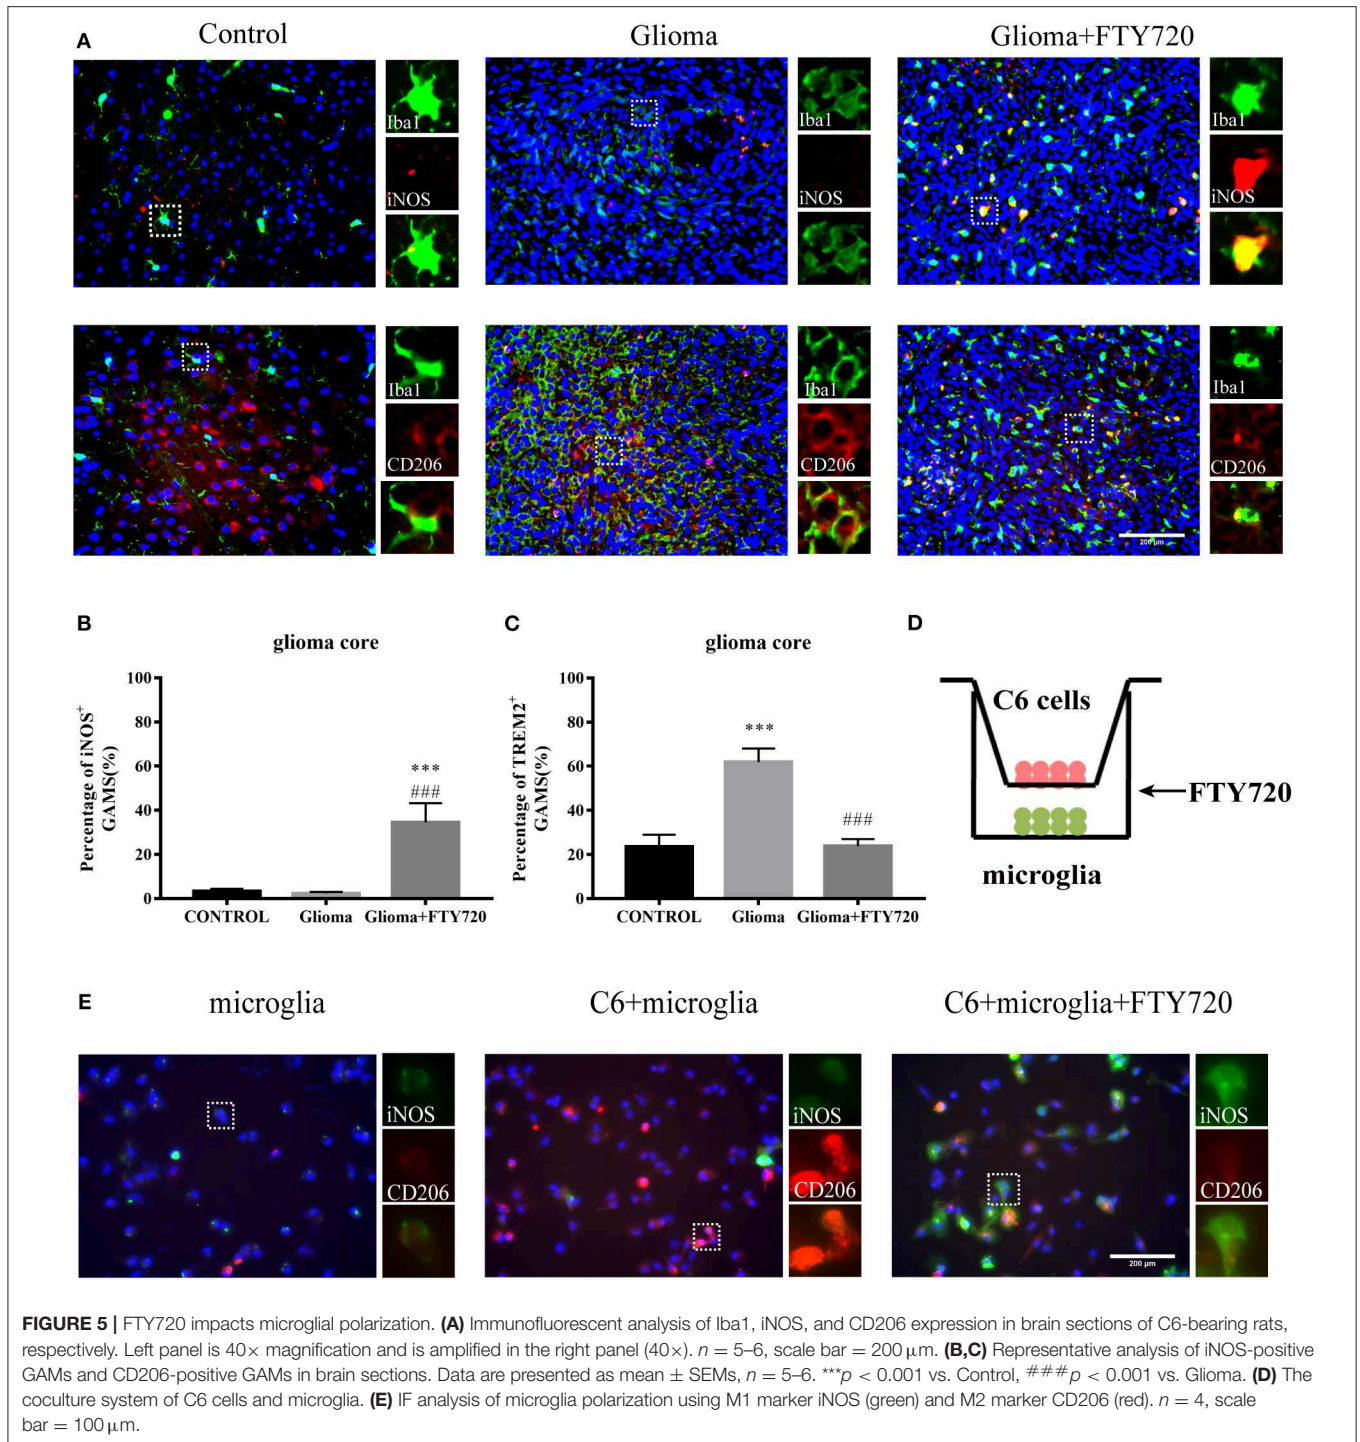 A
Control
Glioma
Glioma+FTY720
Iba1
iNOS
Iba1
iNOS
Iba1
iNOS
Iba1
CD206
Iba1
CD206
Iba1
CD206
200 µm
B
glioma core
Percentage of iNOS+
GAMS(%)
100
80
60
40
20
0
***
###
CONTROL
Glioma
Glioma+FTY720
C
glioma core
Percentage of TREM2+
GAMS(%)
100
80
60
40
20
0
***
###
CONTROL
Glioma
Glioma+FTY720
D
C6 cells
FTY720
microglia
E
microglia
C6+microglia
C6+microglia+FTY720
iNOS
CD206
iNOS
CD206
iNOS
CD206
200 µm
FIGURE 5 | FTY720 impacts microglial polarization. (A) Immunofluorescent analysis of Iba1, iNOS, and CD206 expression in brain sections of C6-bearing rats,
respectively. Left panel is 40× magnification and is amplified in the right panel (40×). n = 5–6, scale bar = 200 µm. (B,C) Representative analysis of iNOS-positive
GAMs and CD206-positive GAMs in brain sections. Data are presented as mean ± SEMs, n = 5–6. ***p < 0.001 vs. Control, ###p < 0.001 vs. Glioma. (D) The
coculture system of C6 cells and microglia. (E) IF analysis of microglia polarization using M1 marker iNOS (green) and M2 marker CD206 (red). n = 4, scale
bar = 100 µm.